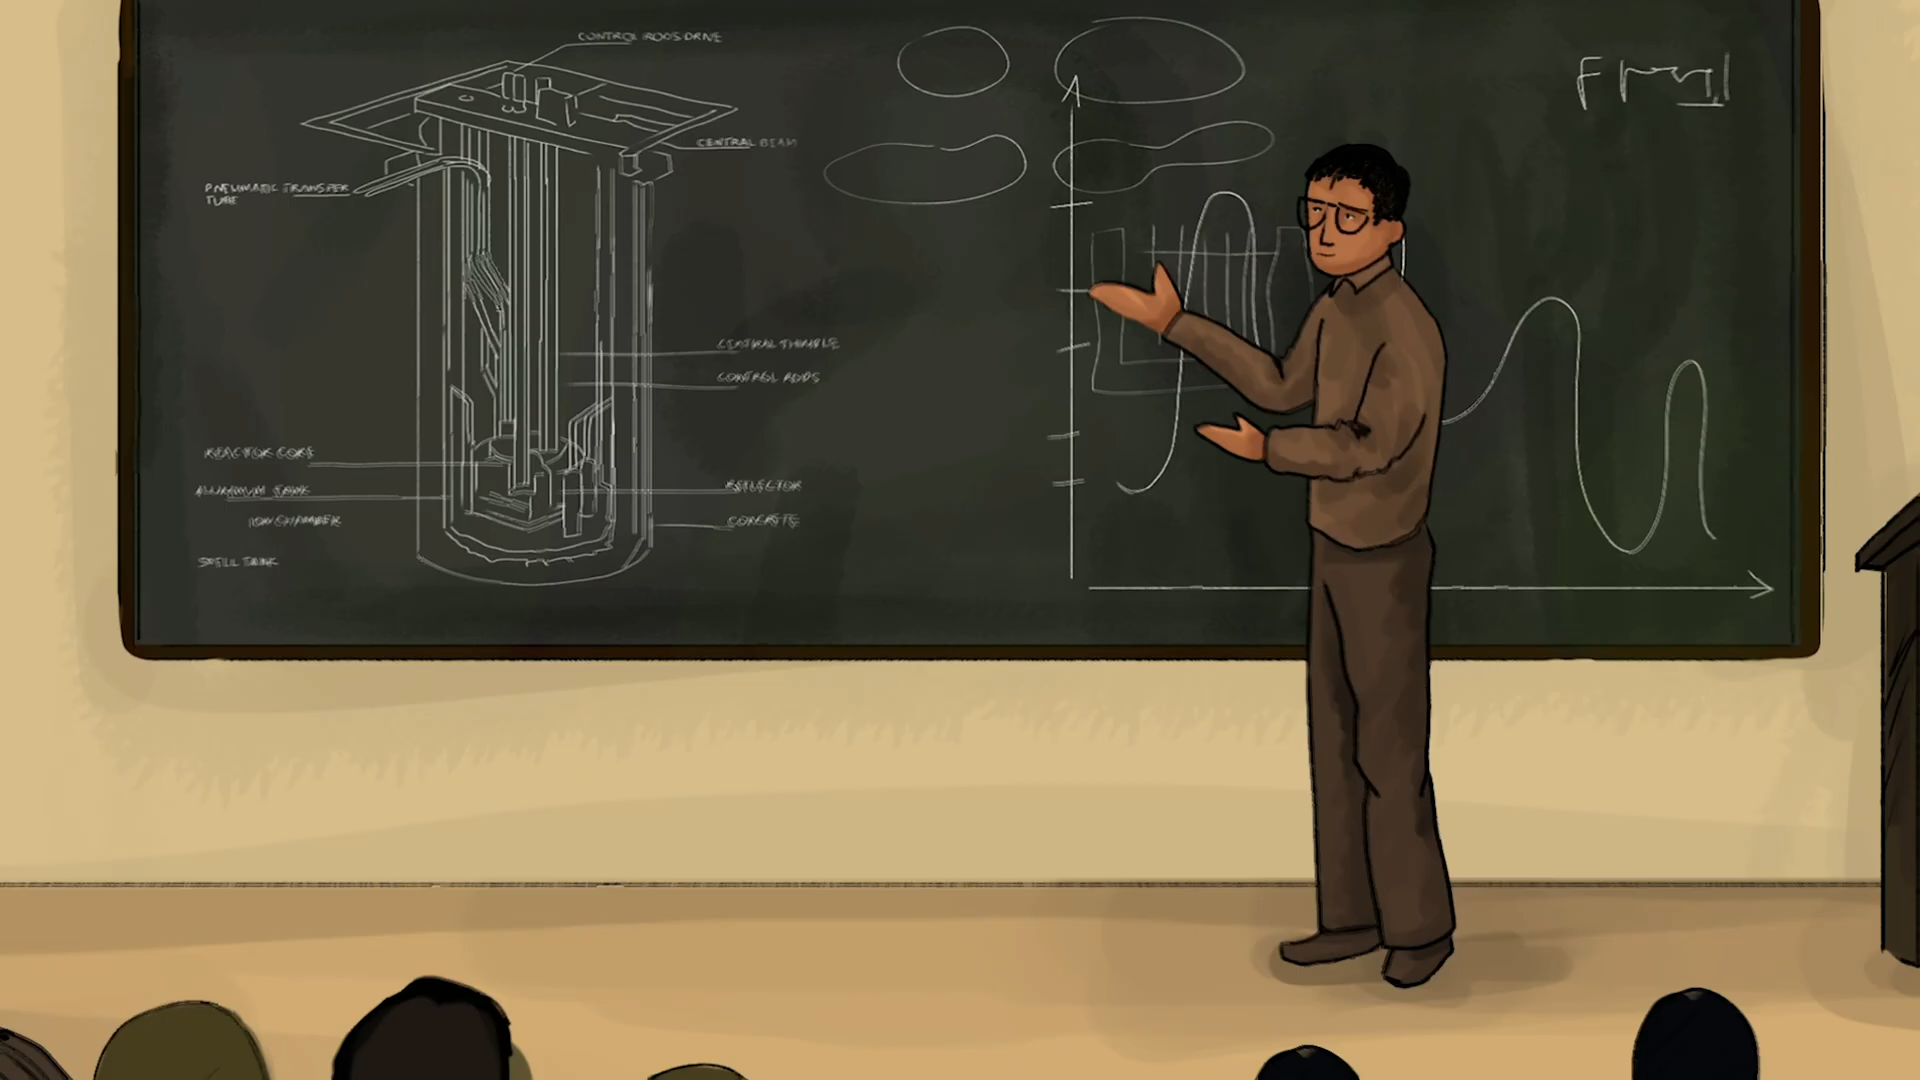 CONTROL RODS DRIVE
CENTRAL BEAM
PNEUMATIC TRANSFER
TUBE
CENTRAL THIMBLE
CONTROL RODS
REACTOR CORE
ALUMINUM TANK
REFLECTOR
ION CHAMBER
CONCRETE
TANK